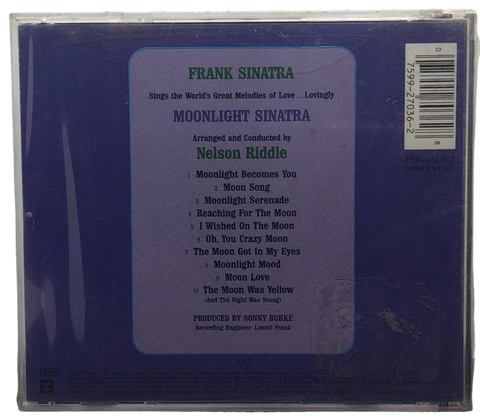 FRANK SINATRA
Sings the World's Great Melodies of Love...Lovingly
MOONLIGHT SINATRA
Arranged and Conducted by
Nelson Riddle
1 Moonlight Becomes You
2 Moon Song
3 Moonlight Serenade
4 Reaching For The Moon
5 I Wished On The Moon
6 Oh, You Crazy Moon
7 The Moon Got In My Eyes
8 Moonlight Mood
9 Moon Love
10 The Moon Was Yellow
(And The Night Was Young)
PRODUCED BY SONNY BURKE
Recording Engineer: Lowell Frank
0 7599-27036-2 8